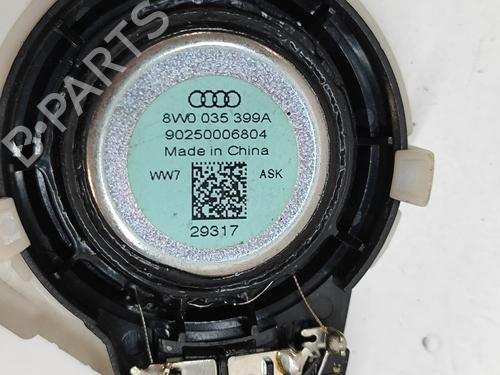 B-PARTS
8W0 035 399A
90250006804
Made in China
WW7 ASK
29317